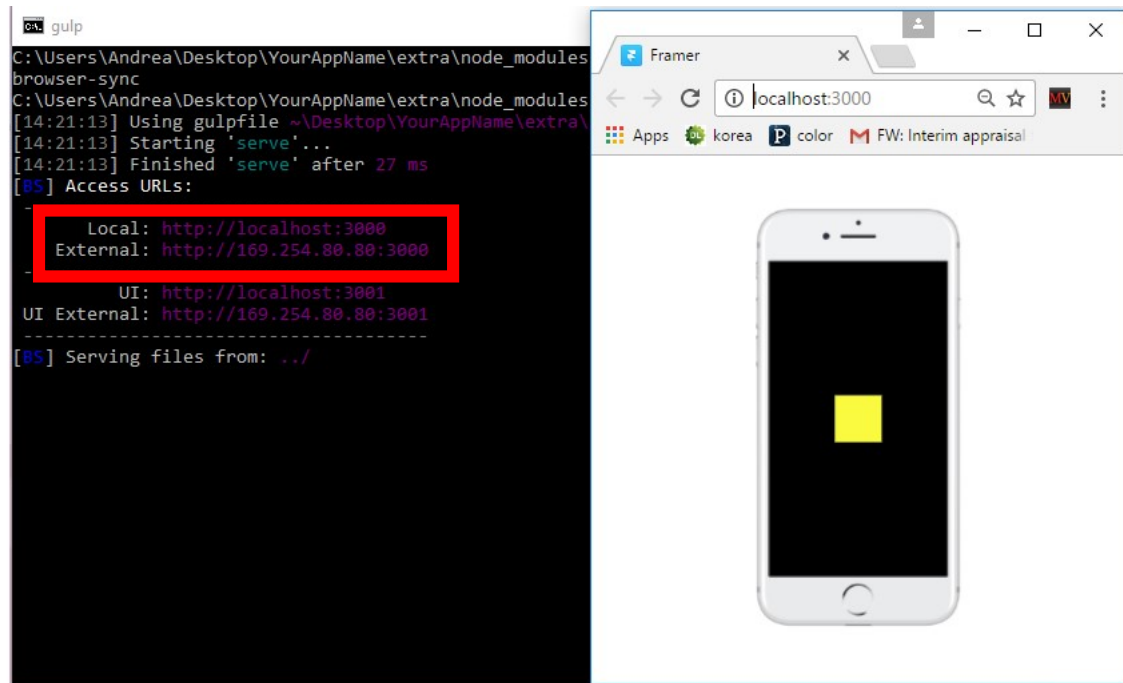 gulp
C:\Users\Andrea\Desktop\YourAppName\extra\node_modules
browser-sync
C:\Users\Andrea\Desktop\YourAppName\extra\node_modules
[14:21:13] Using gulpfile ~\Desktop\YourAppName\extra\
[14:21:13] Starting 'serve'...
[14:21:13] Finished 'serve' after 27 ms
[BS] Access URLs:
Local: http://localhost:3000
External: http://169.254.80.80:3000
UI: http://localhost:3001
UI External: http://169.254.80.80:3001
--------------------------------------
[BS] Serving files from: ../
Framer
localhost:3000
MV
Apps korea P color FW: Interim appraisal